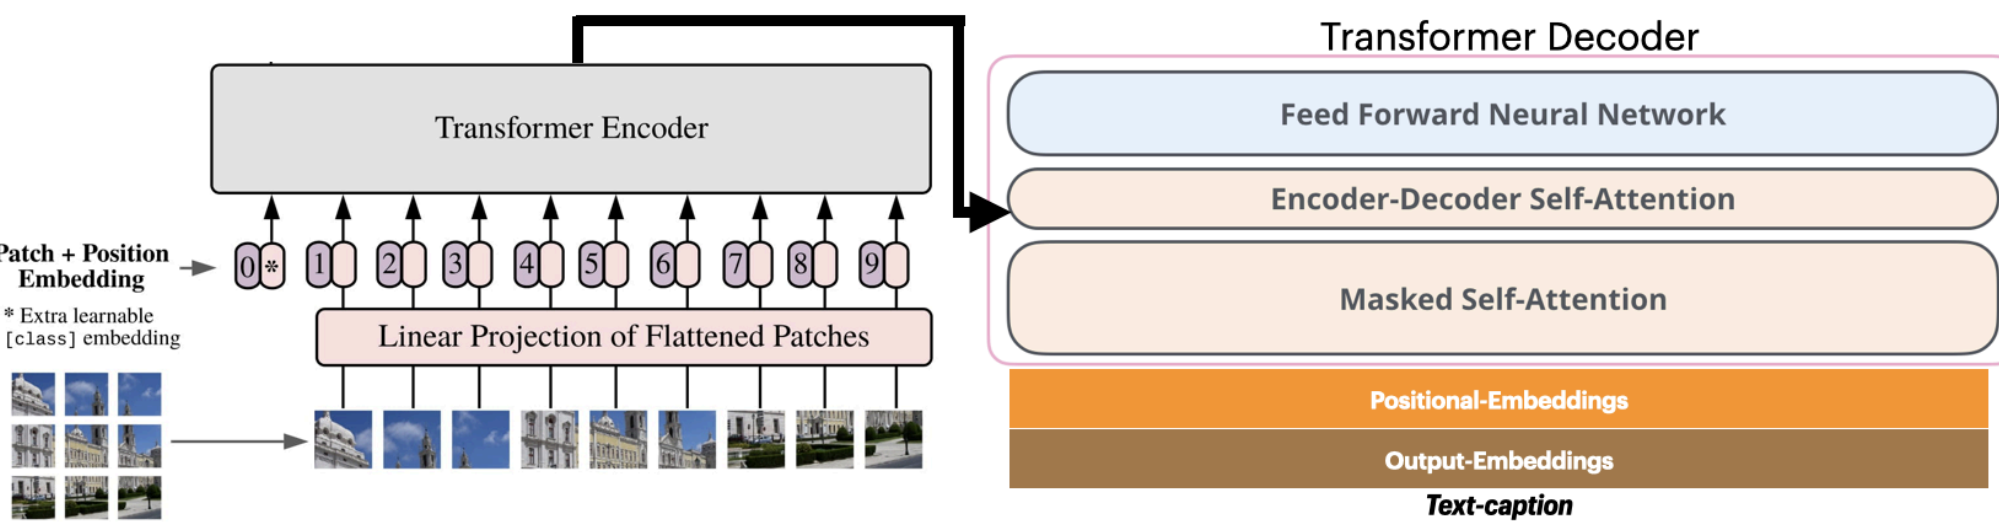 Transformer Decoder
Feed Forward Neural Network
Encoder-Decoder Self-Attention
Masked Self-Attention
Positional-Embeddings
Output-Embeddings
Text-caption
Transformer Encoder
Patch + Position
Embedding
0 * 1 2 3 4 5 6 7 8 9
* Extra learnable
[class] embedding
Linear Projection of Flattened Patches